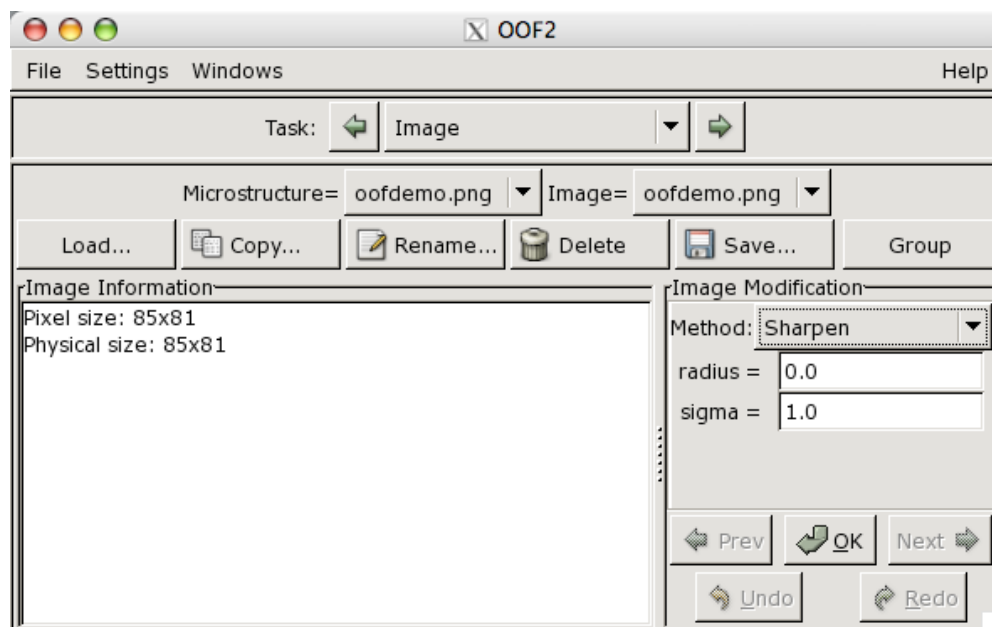 OOF2
File Settings Windows Help
Task: Image
Microstructure= oofdemo.png Image= oofdemo.png
Load... Copy... Rename... Delete Save... Group
Image Information
Pixel size: 85x81
Physical size: 85x81
Image Modification
Method: Sharpen
radius = 0.0
sigma = 1.0
Prev OK Next
Undo Redo